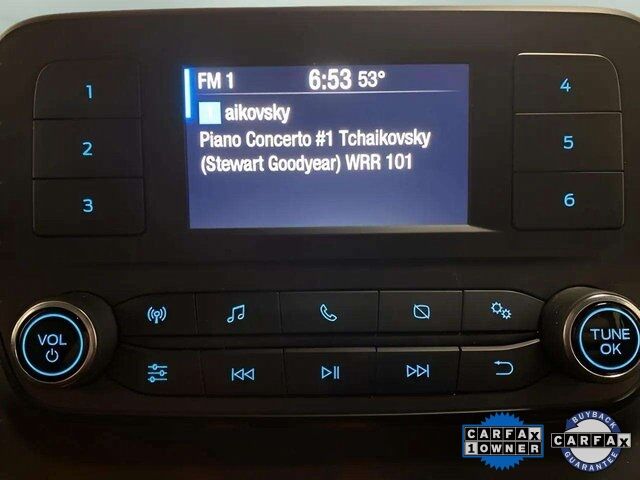 FM 1 6:53 53°
1 aikovsky
Piano Concerto #1 Tchaikovsky
(Stewart Goodyear) WRR 101
1
2
3
4
5
6
VOL
TUNE
OK
CARFAX
1 OWNER
BUYBACK
CARFAX
GUARANTEE